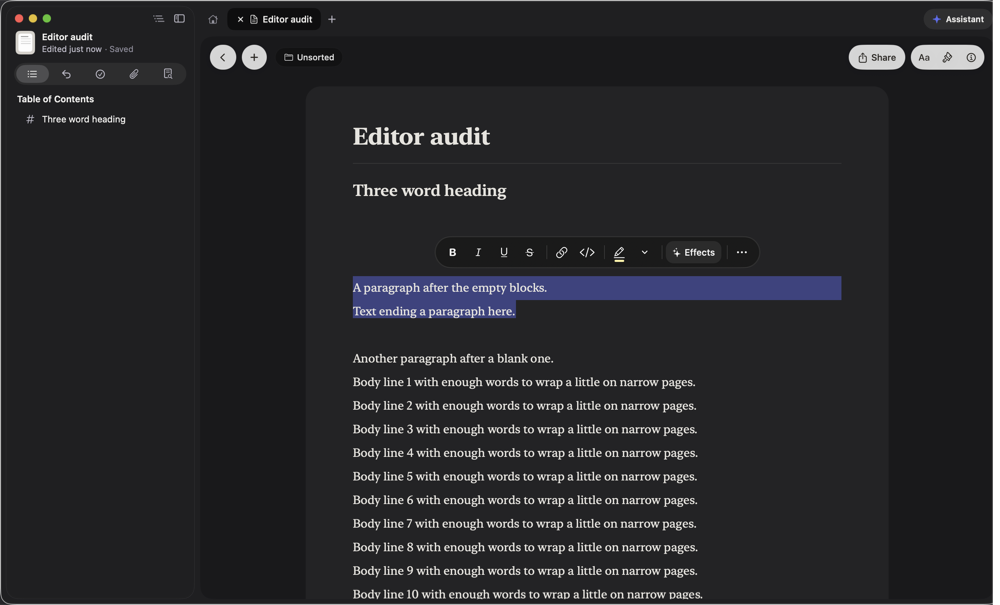 Editor audit
Edited just now · Saved
Table of Contents
# Three word heading
Editor audit
Assistant
Unsorted
Share
Aa
Editor audit
Three word heading
B I U S </> Effects ...
A paragraph after the empty blocks.
Text ending a paragraph here.
Another paragraph after a blank one.
Body line 1 with enough words to wrap a little on narrow pages.
Body line 2 with enough words to wrap a little on narrow pages.
Body line 3 with enough words to wrap a little on narrow pages.
Body line 4 with enough words to wrap a little on narrow pages.
Body line 5 with enough words to wrap a little on narrow pages.
Body line 6 with enough words to wrap a little on narrow pages.
Body line 7 with enough words to wrap a little on narrow pages.
Body line 8 with enough words to wrap a little on narrow pages.
Body line 9 with enough words to wrap a little on narrow pages.
Body line 10 with enough words to wrap a little on narrow pages.